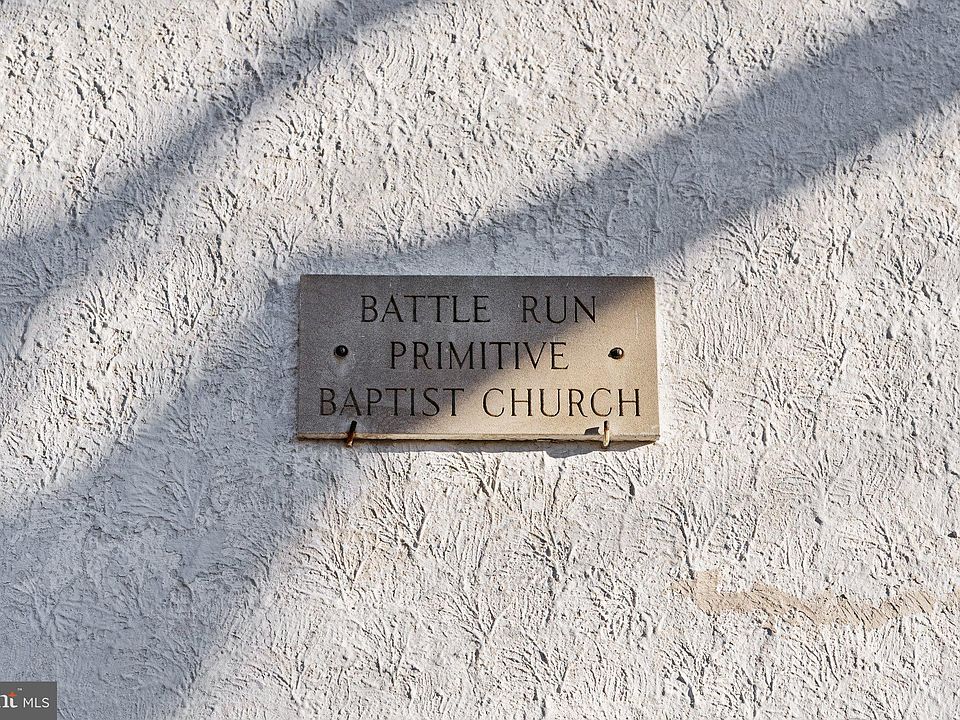 BATTLE RUN
PRIMITIVE
BAPTIST CHURCH
MLS